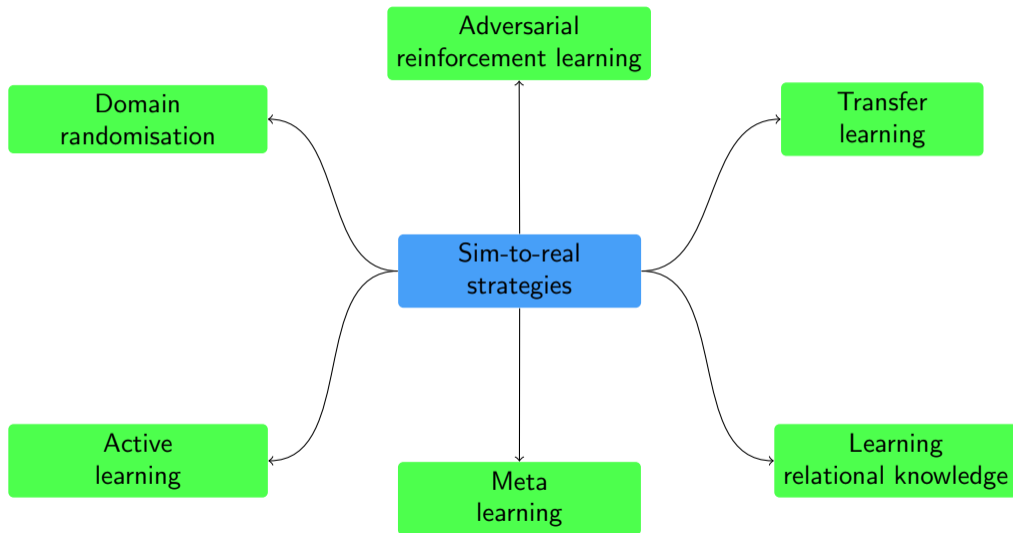 Adversarial
reinforcement learning
Domain
randomisation
Transfer
learning
Sim-to-real
strategies
Active
learning
Meta
learning
Learning
relational knowledge